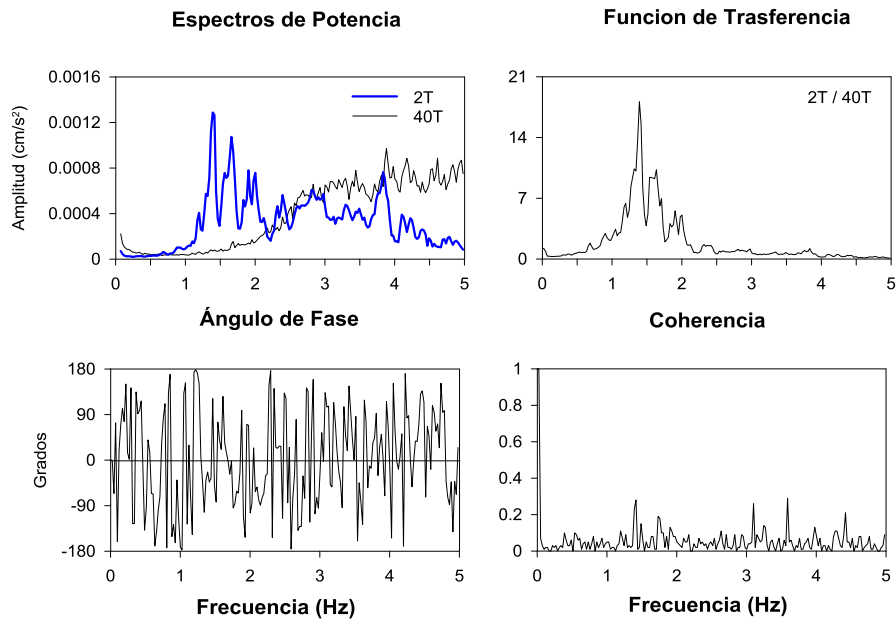 Espectros de Potencia
Funcion de Trasferencia
0.0016
0.0012
0.0008
0.0004
0
Amplitud (cm/s²)
2T
40T
0 1 2 3 4 5
21
14
7
0
2T / 40T
0 1 2 3 4 5
Ángulo de Fase
Coherencia
180
90
0
-90
-180
Grados
0 1 2 3 4 5
Frecuencia (Hz)
1
0.8
0.6
0.4
0.2
0
0 1 2 3 4 5
Frecuencia (Hz)